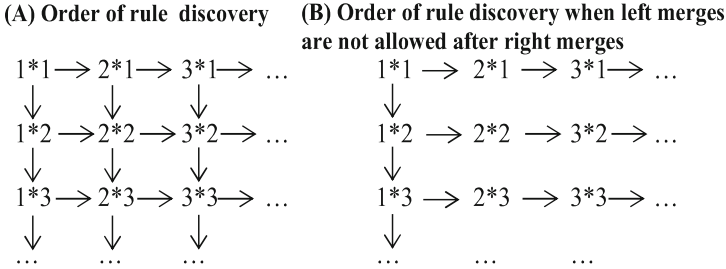 (A) Order of rule discovery
1*1→2*1→ 3*1→ ...
↓ ↓ ↓
1*2 →2*2→3*2→ ...
↓ ↓ ↓
1*3→2*3→ 3*3→ ...
↓ ↓ ↓
... ... ...
(B) Order of rule discovery when left merges
are not allowed after right merges
1*1 → 2*1 → 3*1→ ...
↓
1*2 → 2*2 → 3*2→ ...
↓
1*3 → 2*3 → 3*3→ ...
↓
... ... ...